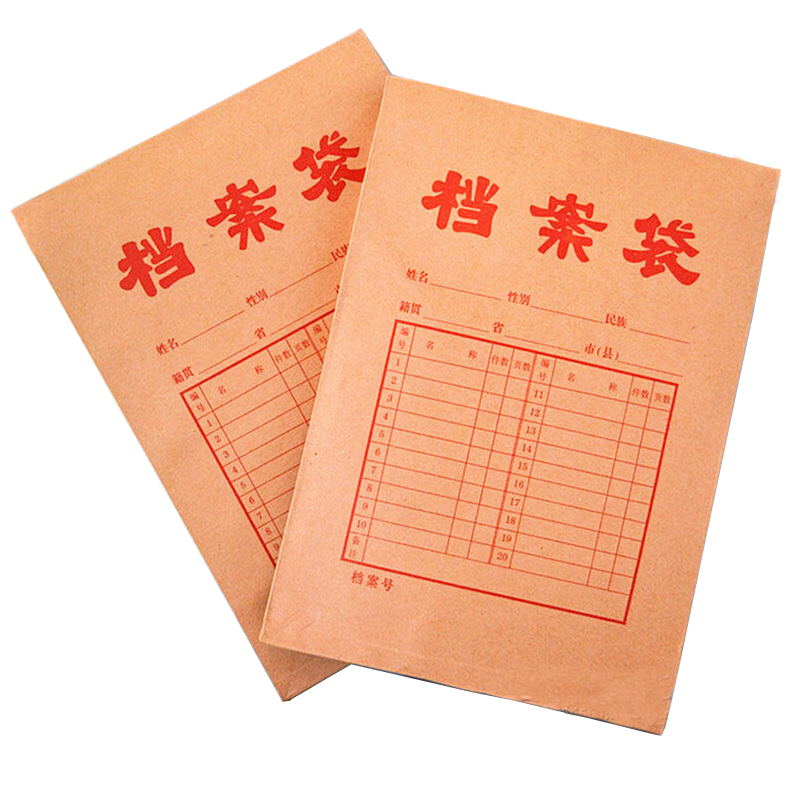 档案袋
姓名 性别 民族
籍贯 省
编号 名称 件数 页数 编号
1
2
3
4
5
6
7
8
9
档案袋
姓名 性别 民族
籍贯 省 市(县)
编号 名称 件数 页数 编号 名称 件数 页数
1 11
2 12
3 13
4 14
5 15
6 16
7 17
8 18
9 19
10 20
备注
档案号